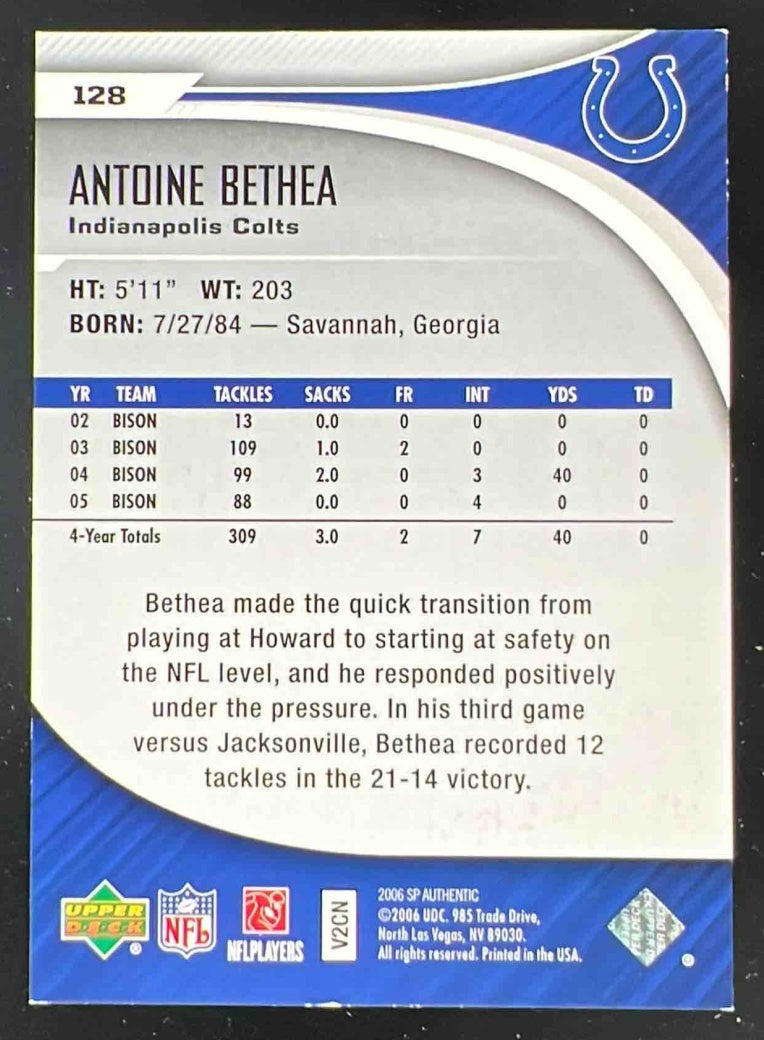 128
ANTOINE BETHEA
Indianapolis Colts
HT: 5'11" WT: 203
BORN: 7/27/84 — Savannah, Georgia
YR TEAM TACKLES SACKS FR INT YDS TD
02 BISON 13 0.0 0 0 0 0
03 BISON 109 1.0 2 0 0 0
04 BISON 99 2.0 0 3 40 0
05 BISON 88 0.0 0 4 0 0
4-Year Totals 309 3.0 2 7 40 0
Bethea made the quick transition from
playing at Howard to starting at safety on
the NFL level, and he responded positively
under the pressure. In his third game
versus Jacksonville, Bethea recorded 12
tackles in the 21-14 victory.
UPPER
DECK
®
NFL
NFLPLAYERS
V2CN
2006 SP AUTHENTIC
©2006 UDC. 985 Trade Drive,
North Las Vegas, NV 89030.
All rights reserved. Printed in the USA.